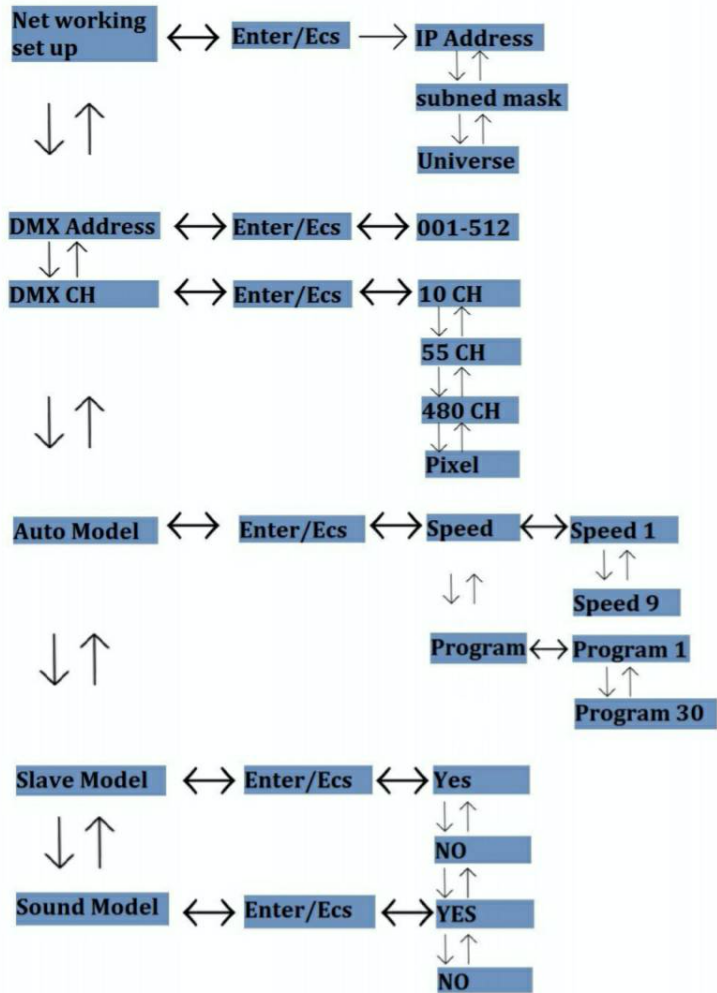 Net working
set up
Enter/Ecs
IP Address
subned mask
Universe
DMX Address
Enter/Ecs
001-512
DMX CH
Enter/Ecs
10 CH
55 CH
480 CH
Pixel
Auto Model
Enter/Ecs
Speed
Speed 1
Speed 9
Program
Program 1
Program 30
Slave Model
Enter/Ecs
Yes
NO
Sound Model
Enter/Ecs
YES
NO